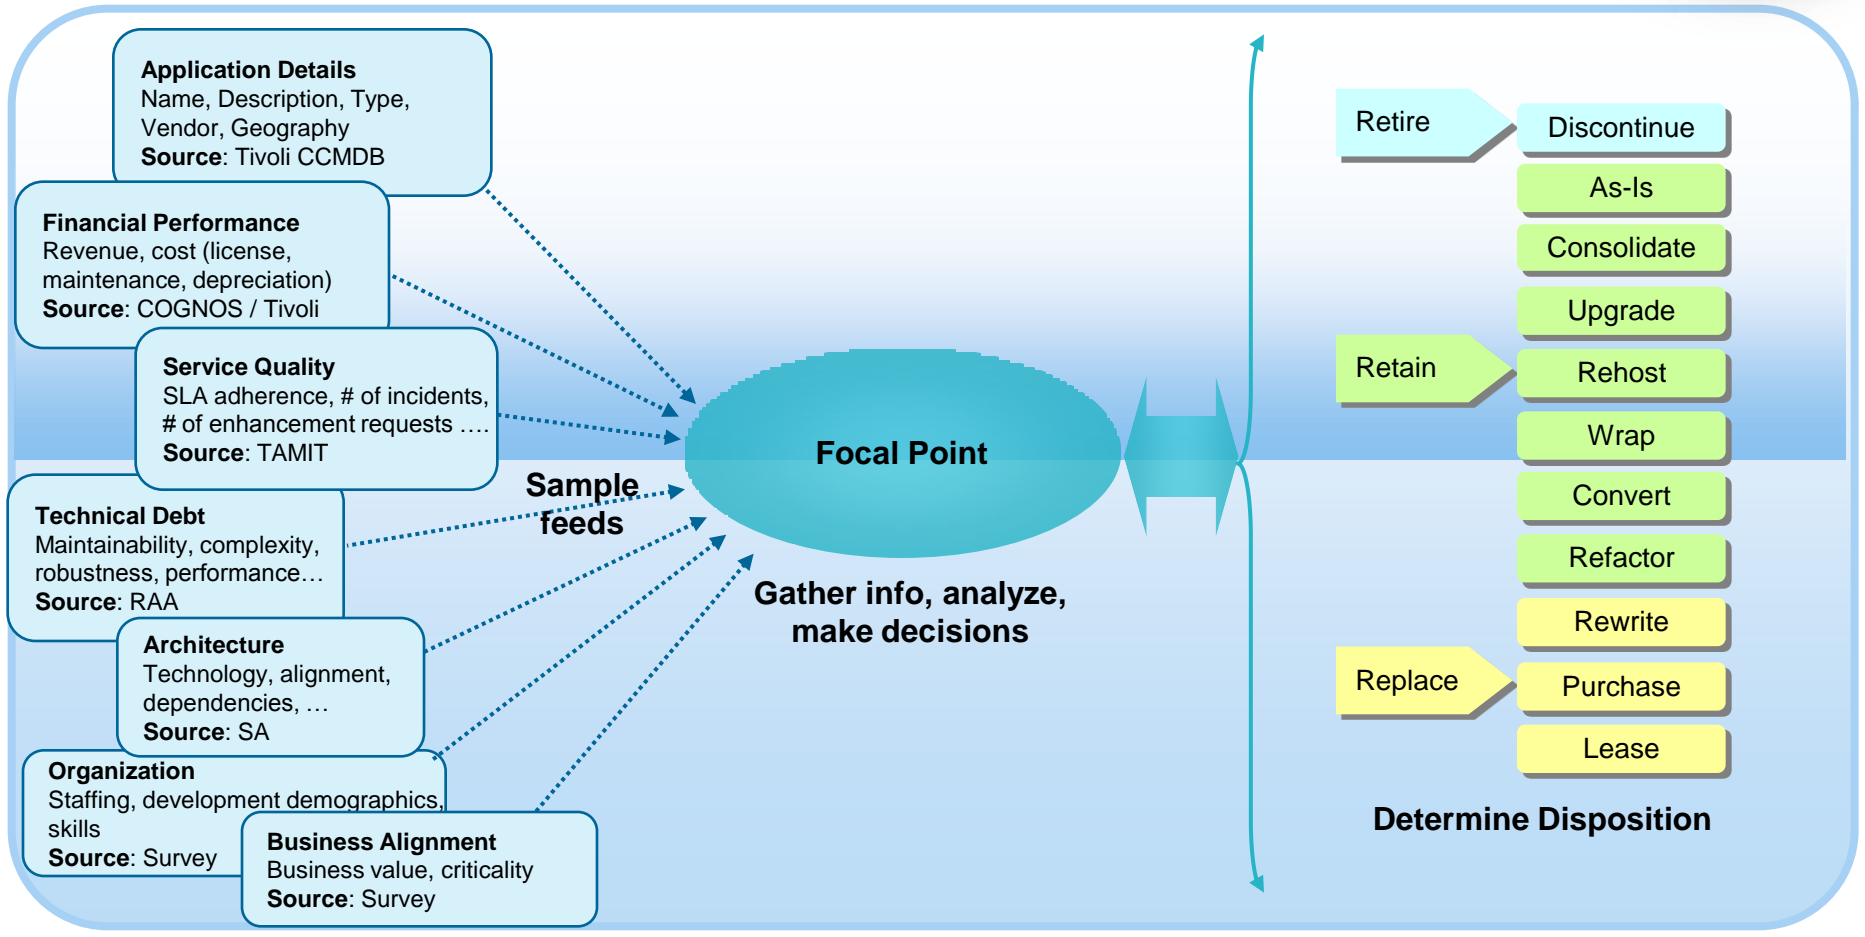 Application Details
Name, Description, Type,
Vendor, Geography
Source: Tivoli CCMDB
Financial Performance
Revenue, cost (license,
maintenance, depreciation)
Source: COGNOS / Tivoli
Service Quality
SLA adherence, # of incidents,
# of enhancement requests ….
Source: TAMIT
Technical Debt
Maintainability, complexity,
robustness, performance…
Source: RAA
Architecture
Technology, alignment,
dependencies, …
Source: SA
Organization
Staffing, development demographics,
skills
Source: Survey
Business Alignment
Business value, criticality
Source: Survey
Sample
feeds
Focal Point
Gather info, analyze,
make decisions
Retire
Discontinue
As-Is
Consolidate
Upgrade
Retain
Rehost
Wrap
Convert
Refactor
Rewrite
Replace
Purchase
Lease
Determine Disposition